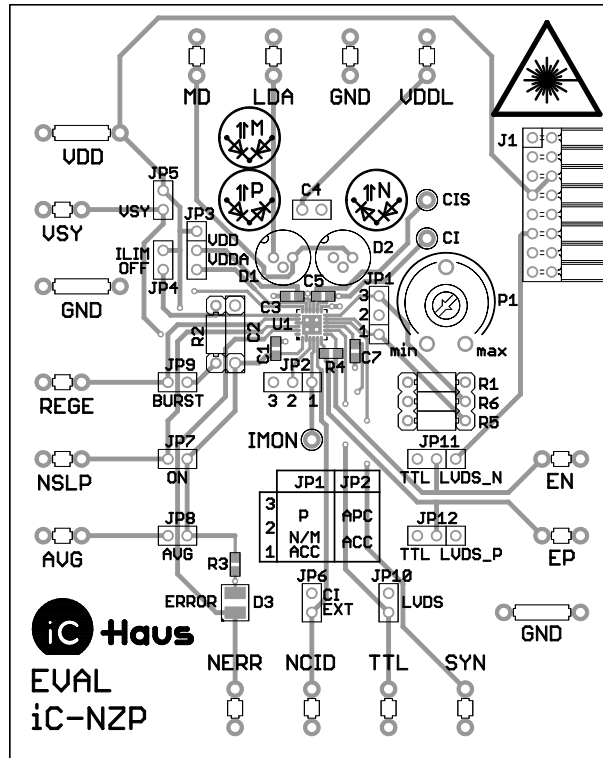 MD LDA GND VDDL
M
J1
VDD
JP5
P
N
C4
CIS
VSY
VSY
JP3
VDD
CI
ILIM
OFF
VDDA
D1
D2
GND
JP4
C3
C5
JP1
P1
R2
C2
U1
3
2
1
C1
R4
C7
min
max
JP9
JP2
R1
REGE
BURST
3 2 1
R6
R5
IMON
JP7
JP11
NSLP
ON
TTL LVDS_N
EN
JP1 JP2
3
2
1
P
N/M
ACC
APC
ACC
JP8
JP12
AVG
AVG
TTL LVDS_P
EP
R3
JP6
JP10
ERROR
D3
CI
EXT
LVDS
iC Haus
GND
NERR NCID TTL SYN
EVAL
iC-NZP